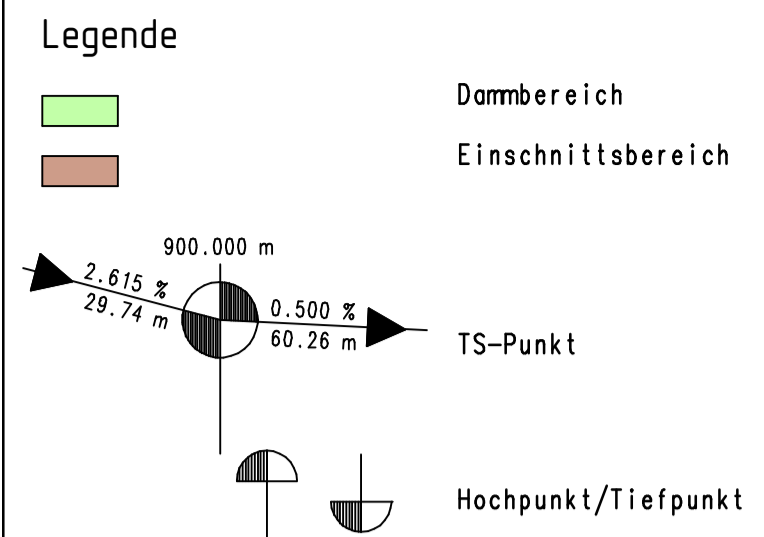 Legende
Dammbereich
Einschnittsbereich
900.000 m
2.615 %
29.74 m
0.500 %
60.26 m
TS-Punkt
Hochpunkt/Tiefpunkt